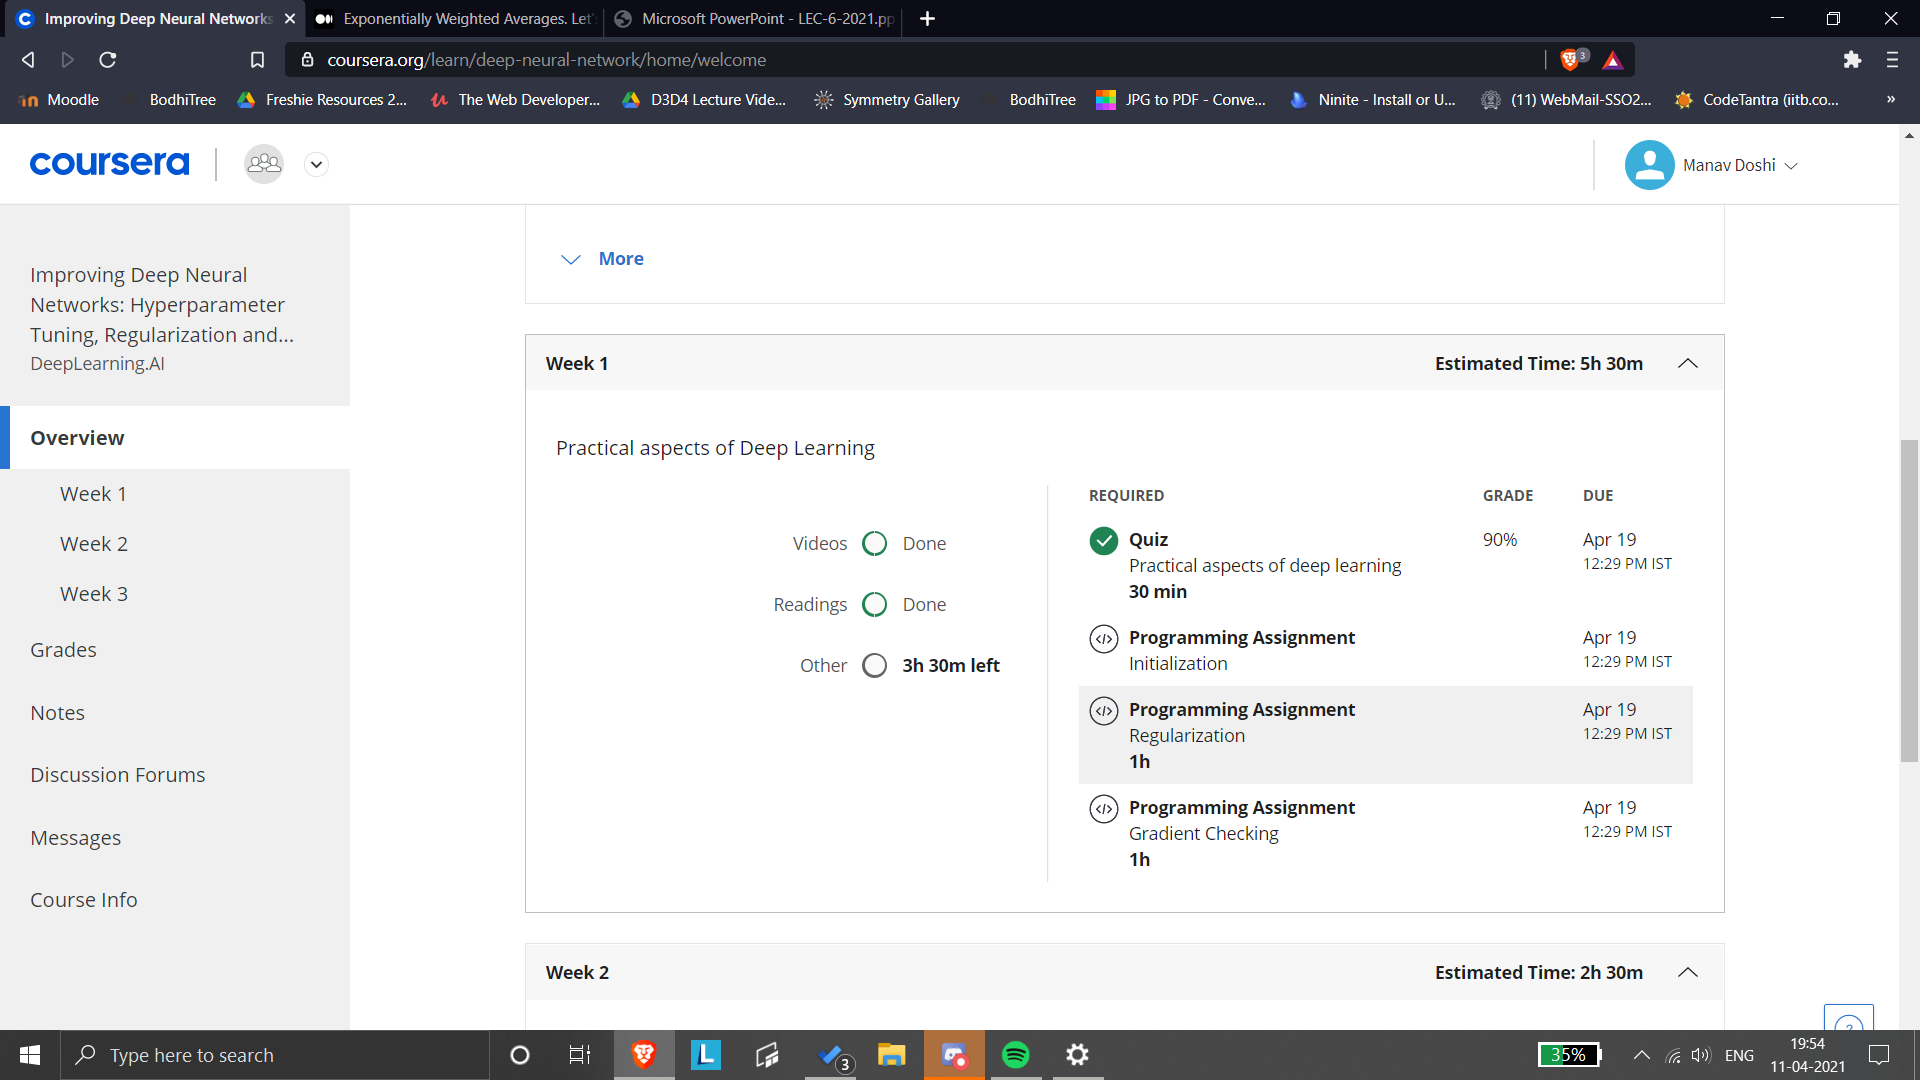 Improving Deep Neural Networks
Exponentially Weighted Averages. Let'
Microsoft PowerPoint - LEC-6-2021.pp
coursera.org/learn/deep-neural-network/home/welcome
3
Moodle
BodhiTree
Freshie Resources 2...
The Web Developer...
D3D4 Lecture Vide...
Symmetry Gallery
BodhiTree
JPG to PDF - Conve...
Ninite - Install or U...
(11) WebMail-SSO2...
CodeTantra (iitb.co...
»
coursera
Manav Doshi
Improving Deep Neural
Networks: Hyperparameter
Tuning, Regularization and...
DeepLearning.AI
Overview
Week 1
Week 2
Week 3
Grades
Notes
Discussion Forums
Messages
Course Info
More
Week 1
Estimated Time: 5h 30m
Practical aspects of Deep Learning
Videos Done
Readings Done
Other 3h 30m left
REQUIRED GRADE DUE
Quiz 90% Apr 19
Practical aspects of deep learning 12:29 PM IST
30 min
Programming Assignment Apr 19
Initialization 12:29 PM IST
Programming Assignment Apr 19
Regularization 12:29 PM IST
1h
Programming Assignment Apr 19
Gradient Checking 12:29 PM IST
1h
Week 2
Estimated Time: 2h 30m
Type here to search
3
35%
ENG
19:54
11-04-2021